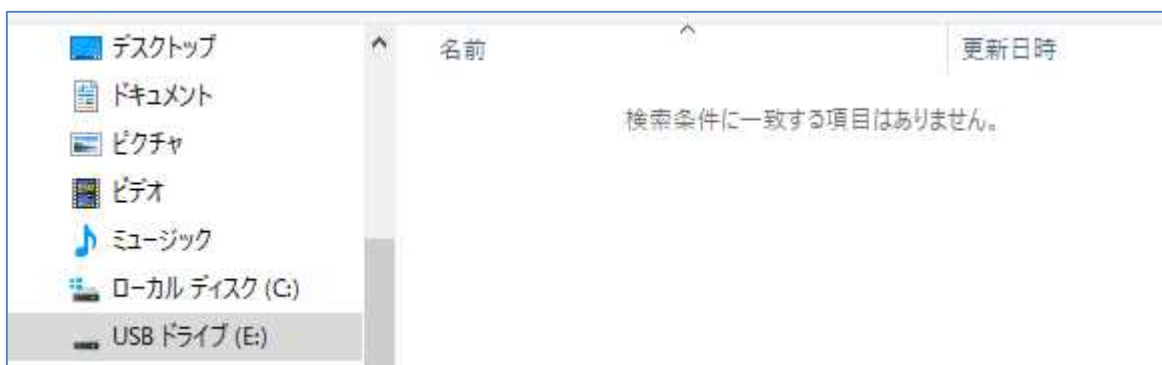 デスクトップ
ドキュメント
ピクチャ
ビデオ
ミュージック
ローカル ディスク (C:)
USB ドライブ (E:)
名前
更新日時
検索条件に一致する項目はありません。